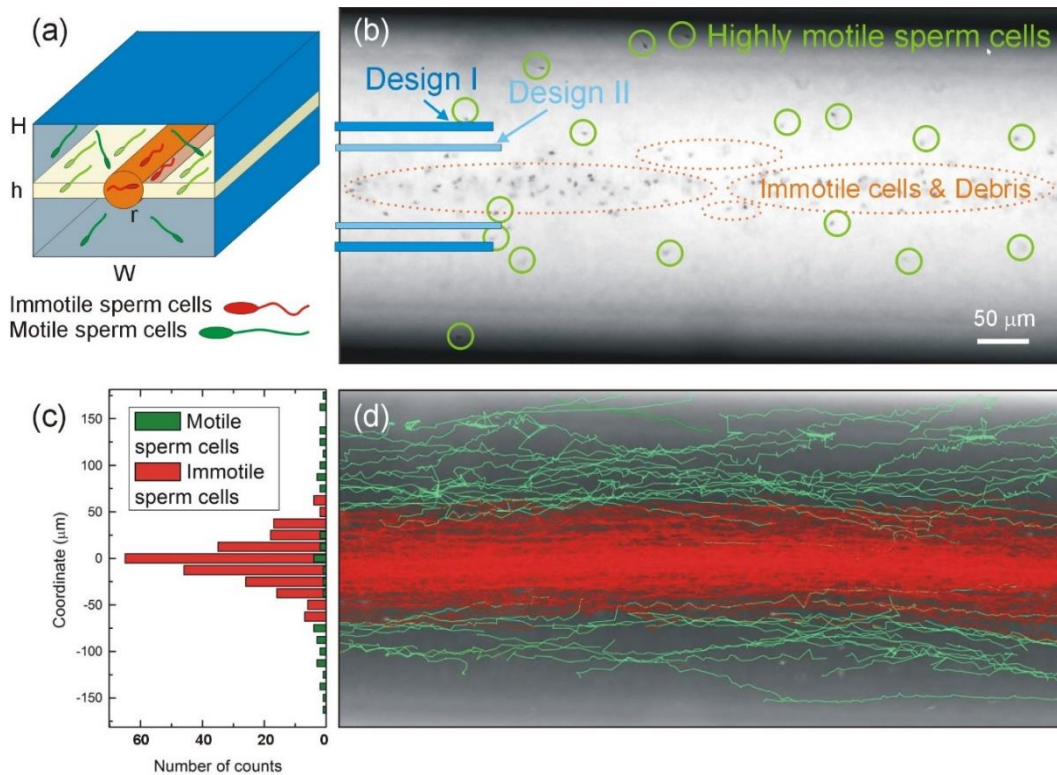 (a)
H
h
r
W
Immotile sperm cells
Motile sperm cells
(b)
Highly motile sperm cells
Design I
Design II
Immotile cells & Debris
50 μm
(c)
Motile
sperm cells
Immotile
sperm cells
150
100
50
0
-50
-100
-150
Coordinate (μm)
60
40
20
0
Number of counts
(d)